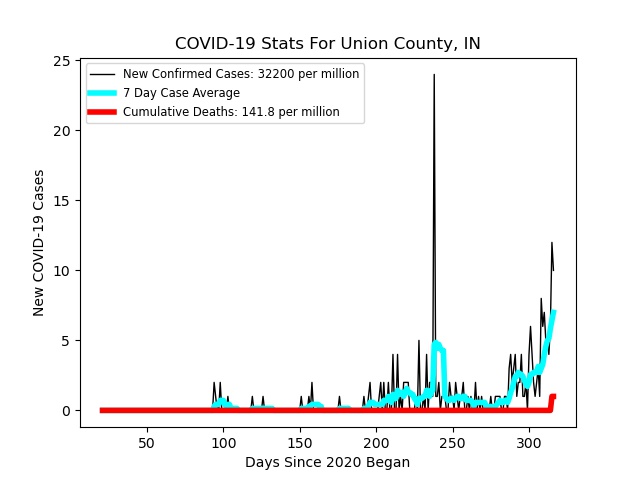 COVID-19 Stats For Union County, IN
New Confirmed Cases: 32200 per million
7 Day Case Average
Cumulative Deaths: 141.8 per million
25
20
15
10
5
0
New COVID-19 Cases
50 100 150 200 250 300
Days Since 2020 Began